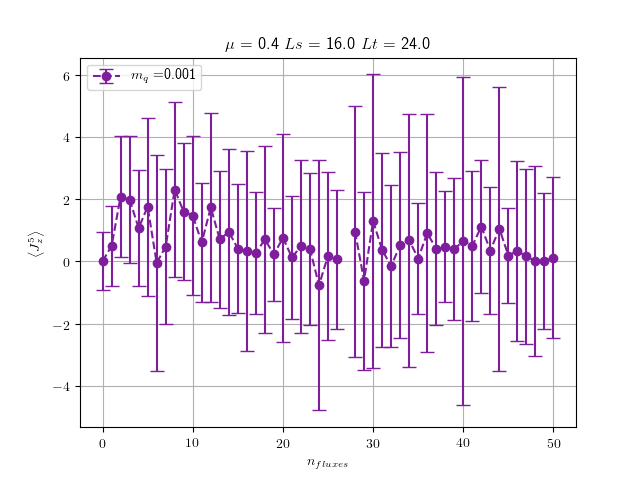 μ = 0.4 Ls = 16.0 Lt = 24.0
m_q =0.001
6
4
2
0
−2
−4
⟨J_z^5⟩
0 10 20 30 40 50
n_fluxes